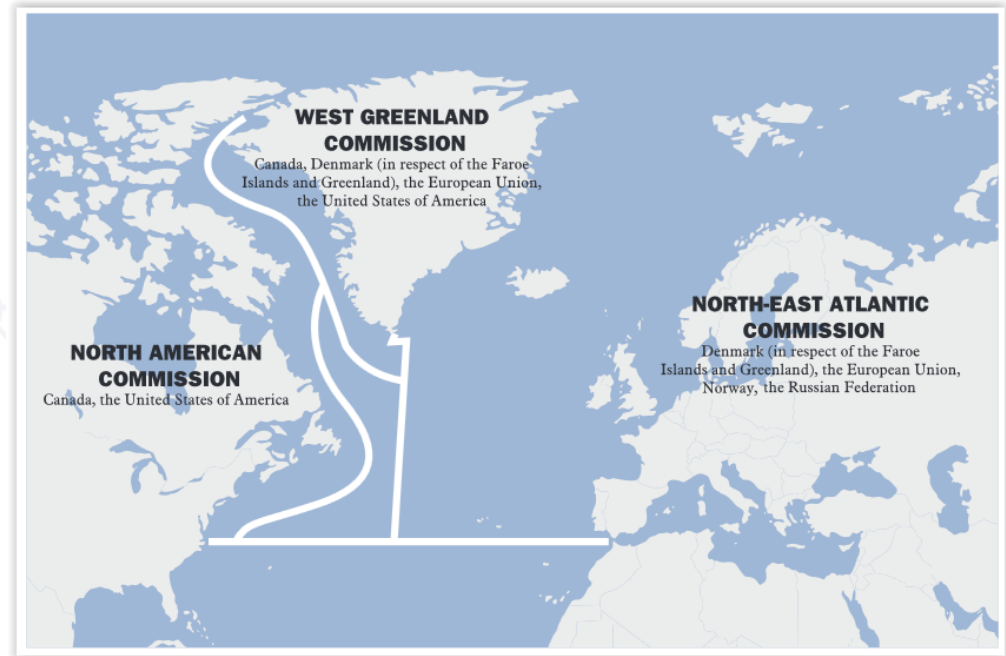 WEST GREENLAND
COMMISSION
Canada, Denmark (in respect of the Faroe
Islands and Greenland), the European Union,
the United States of America
NORTH-EAST ATLANTIC
COMMISSION
Denmark (in respect of the Faroe
Islands and Greenland), the European Union,
Norway, the Russian Federation
NORTH AMERICAN
COMMISSION
Canada, the United States of America